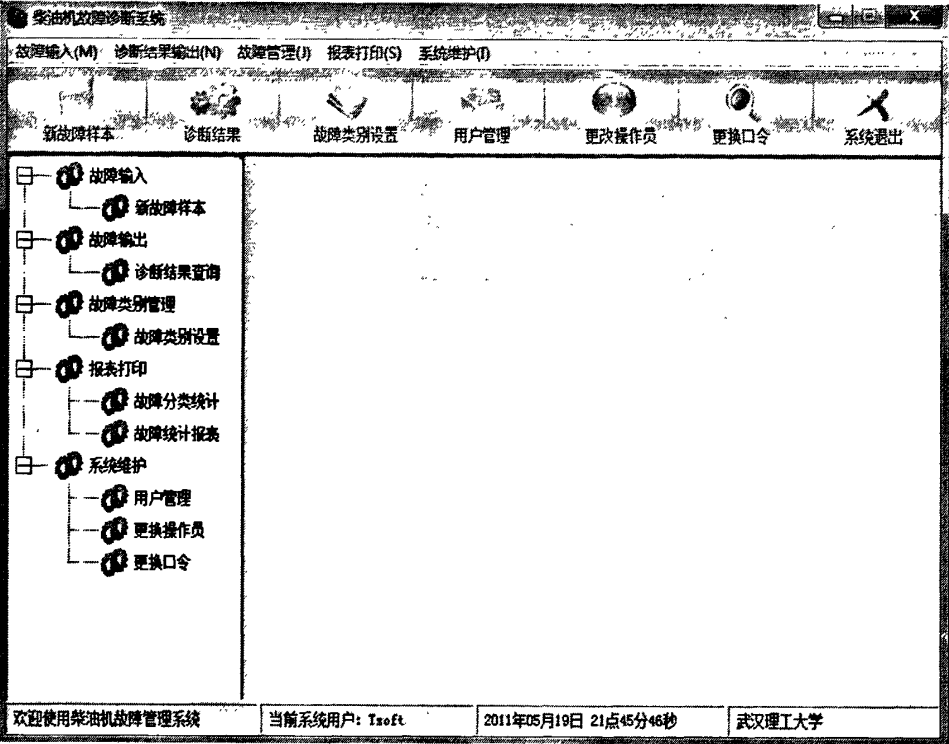 柴油机故障诊断系统
故障输入(M) 诊断结果输出(N) 故障管理(J) 报表打印(S) 系统维护(I)
新故障样本 诊断结果 故障类别设置 用户管理 更改操作员 更换口令 系统退出
故障输入
新故障样本
故障输出
诊断结果查询
故障类别管理
故障类别设置
报表打印
故障分类统计
故障统计报表
系统维护
用户管理
更换操作员
更换口令
欢迎使用柴油机故障管理系统 当前系统用户: Tsoft 2011年05月19日 21点45分46秒 武汉理工大学